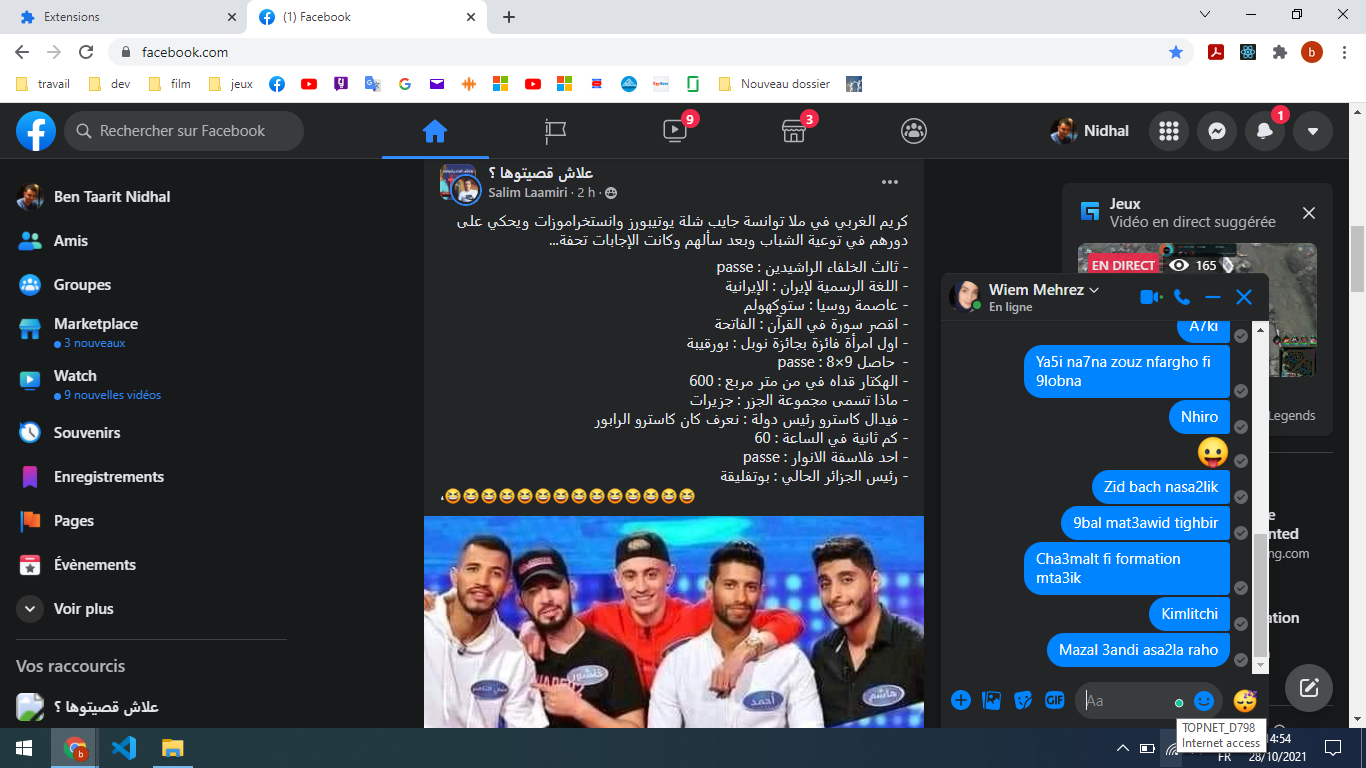 Extensions
(1) Facebook
facebook.com
b
travail
dev
film
jeux
Nouveau dossier
Rechercher sur Facebook
9
3
Nidhal
1
Ben Taarit Nidhal
Amis
Groupes
Marketplace
3 nouveaux
Watch
9 nouvelles vidéos
Souvenirs
Enregistrements
Pages
Évènements
Voir plus
Vos raccourcis
علاش قصيتوها ؟
علاش قصيتوها ؟
Salim Laamiri · 2 h ·
كريم الغربي في ملا توانسة جايب شلة يوتيبورز وانستخراموزات ويحكي على
دورهم في توعية الشباب وبعد سألهم وكانت الإجابات تحفة...
- ثالث الخلفاء الراشيدين : passe
- اللغة الرسمية لإيران : الإيرانية
- عاصمة روسيا : ستوكهولم
- اقصر سورة في القرآن : الفاتحة
- اول امرأة فائزة بجائزة نوبل : بورقيبة
- حاصل 9×8 : passe
- الهكتار قداه في من متر مربع : 600
- ماذا تسمى مجموعة الجزر : جزيرات
- فيدال كاسترو رئيس دولة : نعرف كان كاسترو الرابور
- كم ثانية في الساعة : 60
- احد فلاسفة الانوار : passe
- رئيس الجزائر الحالي : بوتفليقة
😆😆😆😆😆😆😆😆😆😆😆😆😆😆،
أحمد
هاشم
Jeux
Vidéo en direct suggérée
EN DIRECT
165
Legends
Wiem Mehrez
En ligne
A7ki
Ya5i na7na zouz nfargho fi
9lobna
Nhiro
😛
Zid bach nasa2lik
9bal mat3awid tighbir
Cha3malt fi formation
mta3ik
Kimlitchi
Mazal 3andi asa2la raho
GIF
Aa
TOPNET_D798
Internet access
14:54
FR
28/10/2021
b